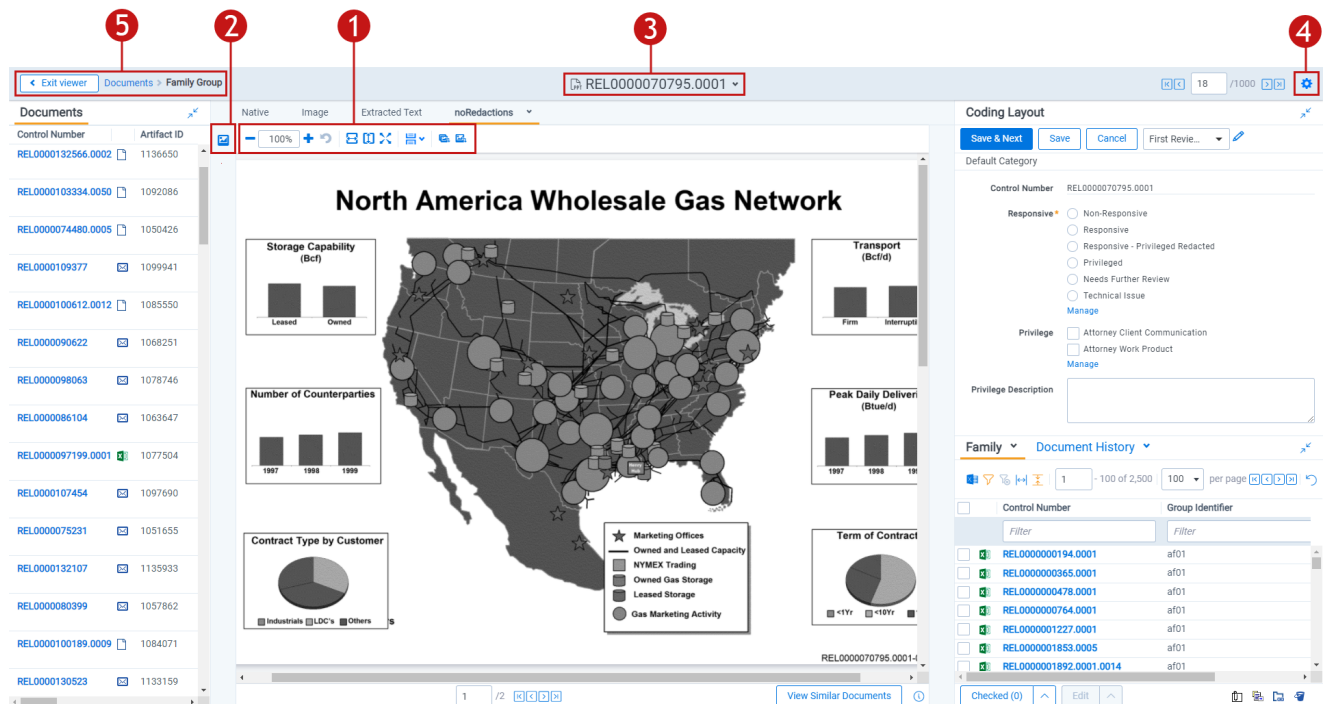 5
2
1
3
4
Exit viewer
Documents > Family Group
REL0000070795.0001
18 /1000
Documents
Control Number Artifact ID
REL0000132566.0002 1136650
REL0000103334.0050 1092086
REL0000074480.0005 1050426
REL0000109377 1099941
REL0000100612.0012 1085550
REL0000090622 1068251
REL0000098063 1078746
REL0000086104 1063647
REL0000097199.0001 1077504
REL0000107454 1097690
REL0000075231 1051655
REL0000132107 1135933
REL0000080399 1057862
REL0000100189.0009 1084071
REL0000130523 1133159
Native Image Extracted Text noRedactions
100%
North America Wholesale Gas Network
Storage Capability
(Bcf)
Leased Owned
Number of Counterparties
1997 1998 1999
Contract Type by Customer
Industrials LDC's Others
s
Transport
(Bcf/d)
Firm Interrupti
Peak Daily Deliveri
(Btue/d)
1997 1998 199
Term of Contract
<1Yr <10Yr
Marketing Offices
Owned and Leased Capacity
NYMEX Trading
Owned Gas Storage
Leased Storage
Gas Marketing Activity
REL0000070795.0001-
1 /2
View Similar Documents
Coding Layout
Save & Next Save Cancel First Revie...
Default Category
Control Number REL0000070795.0001
Responsive *
Non-Responsive
Responsive
Responsive - Privileged Redacted
Privileged
Needs Further Review
Technical Issue
Manage
Privilege
Attorney Client Communication
Attorney Work Product
Manage
Privilege Description
Family Document History
1 - 100 of 2,500 100 per page
Control Number Group Identifier
Filter Filter
REL0000000194.0001 af01
REL0000000365.0001 af01
REL0000000478.0001 af01
REL0000000764.0001 af01
REL0000001227.0001 af01
REL0000001853.0005 af01
REL0000001892.0001.0014 af01
Checked (0) Edit